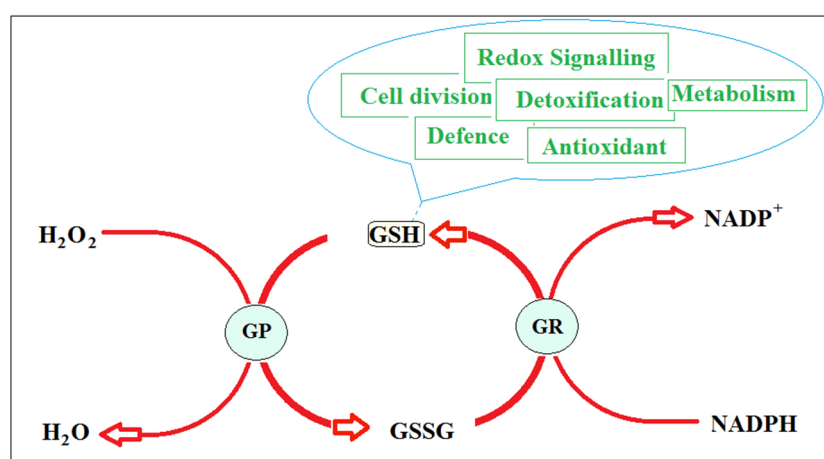 Redox Signalling
Cell division
Detoxification
Metabolism
Defence
Antioxidant
H₂O₂
GSH
NADP⁺
GP
GR
H₂O
GSSG
NADPH